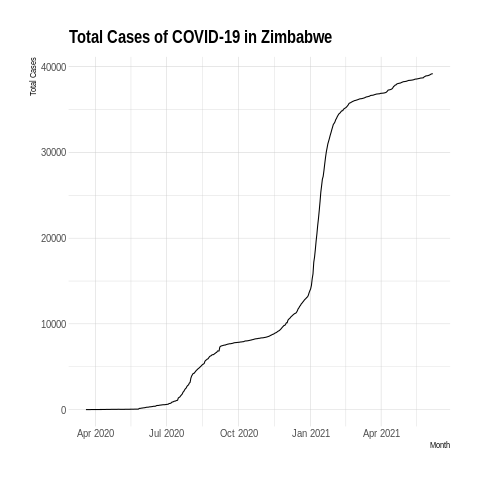 Total Cases of COVID-19 in Zimbabwe
Total Cases
40000
30000
20000
10000
0
Apr 2020 Jul 2020 Oct 2020 Jan 2021 Apr 2021
Month